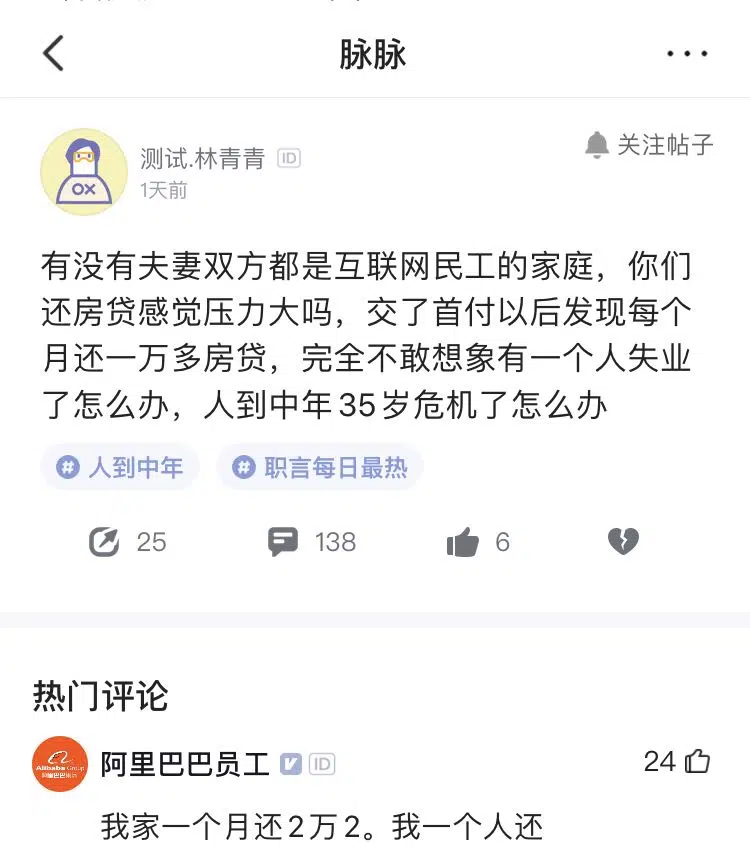 脉脉
测试.林青青 ID
关注帖子
1天前
OX
有没有夫妻双方都是互联网民工的家庭，你们
还房贷感觉压力大吗，交了首付以后发现每个
月还一万多房贷，完全不敢想象有一个人失业
了怎么办，人到中年35岁危机了怎么办
# 人到中年 # 职言每日最热
25 138 6
热门评论
Alibaba Group
阿里巴巴集团
阿里巴巴员工 V ID
24
我家一个月还2万2。我一个人还